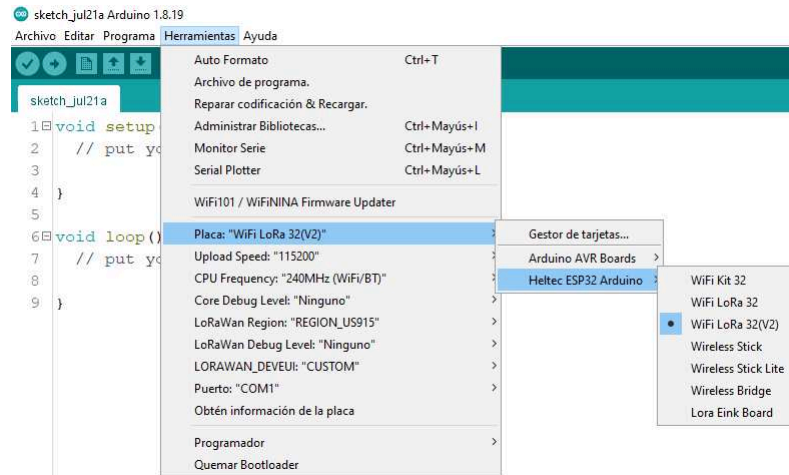 sketch_jul21a Arduino 1.8.19
Archivo Editar Programa Herramientas Ayuda
sketch_jul21a
1 void setup(
2 // put yo
3
4 }
5
6 void loop()
7 // put yo
8
9 }
Auto Formato Ctrl+T
Archivo de programa.
Reparar codificación & Recargar.
Administrar Bibliotecas... Ctrl+Mayús+I
Monitor Serie Ctrl+Mayús+M
Serial Plotter Ctrl+Mayús+L
WiFi101 / WiFiNINA Firmware Updater
Placa: "WiFi LoRa 32(V2)"
Upload Speed: "115200"
CPU Frequency: "240MHz (WiFi/BT)"
Core Debug Level: "Ninguno"
LoRaWan Region: "REGION_US915"
LoRaWan Debug Level: "Ninguno"
LORAWAN_DEVEUI: "CUSTOM"
Puerto: "COM1"
Obtén información de la placa
Programador
Quemar Bootloader
Gestor de tarjetas...
Arduino AVR Boards
Heltec ESP32 Arduino
WiFi Kit 32
WiFi LoRa 32
WiFi LoRa 32(V2)
Wireless Stick
Wireless Stick Lite
Wireless Bridge
Lora Eink Board